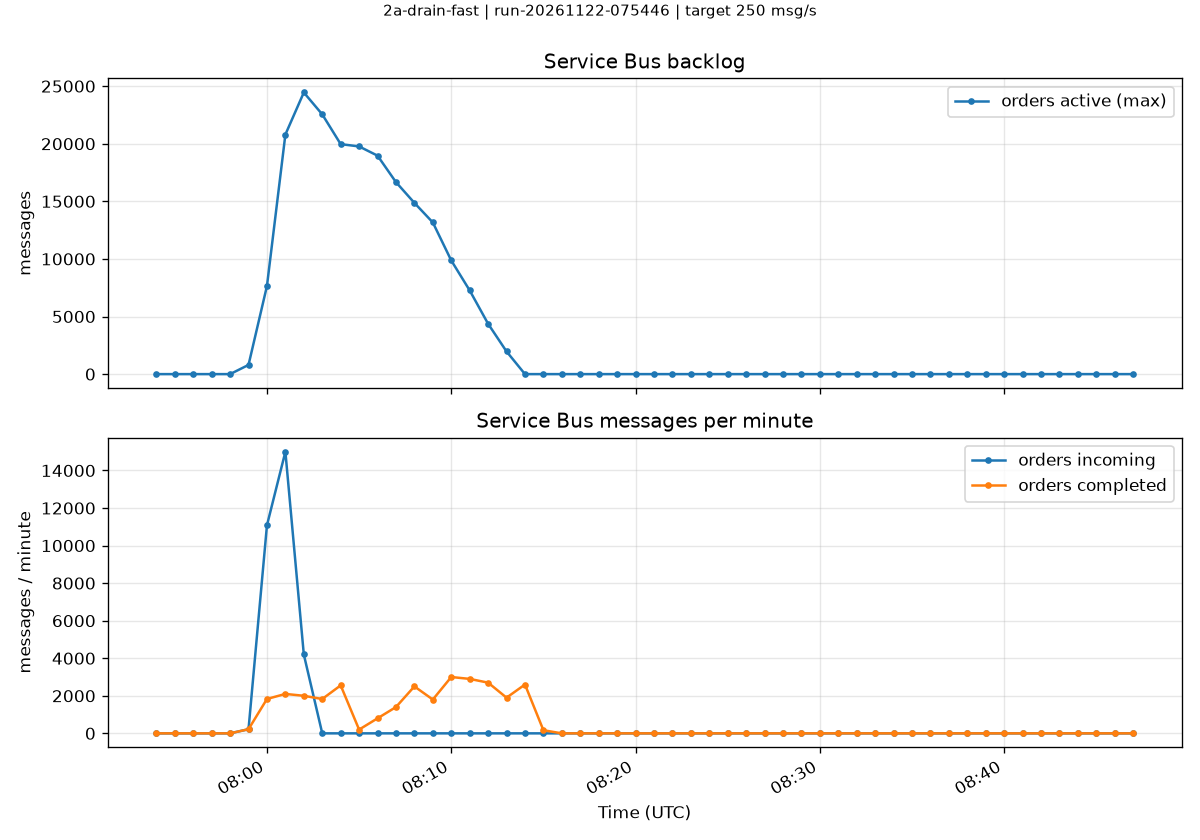 2a-drain-fast | run-20261122-075446 | target 250 msg/s
Service Bus backlog
25000
20000
15000
10000
5000
0
messages
orders active (max)
Service Bus messages per minute
14000
12000
10000
8000
6000
4000
2000
0
messages / minute
orders incoming
orders completed
08:00
08:10
08:20
08:30
08:40
Time (UTC)